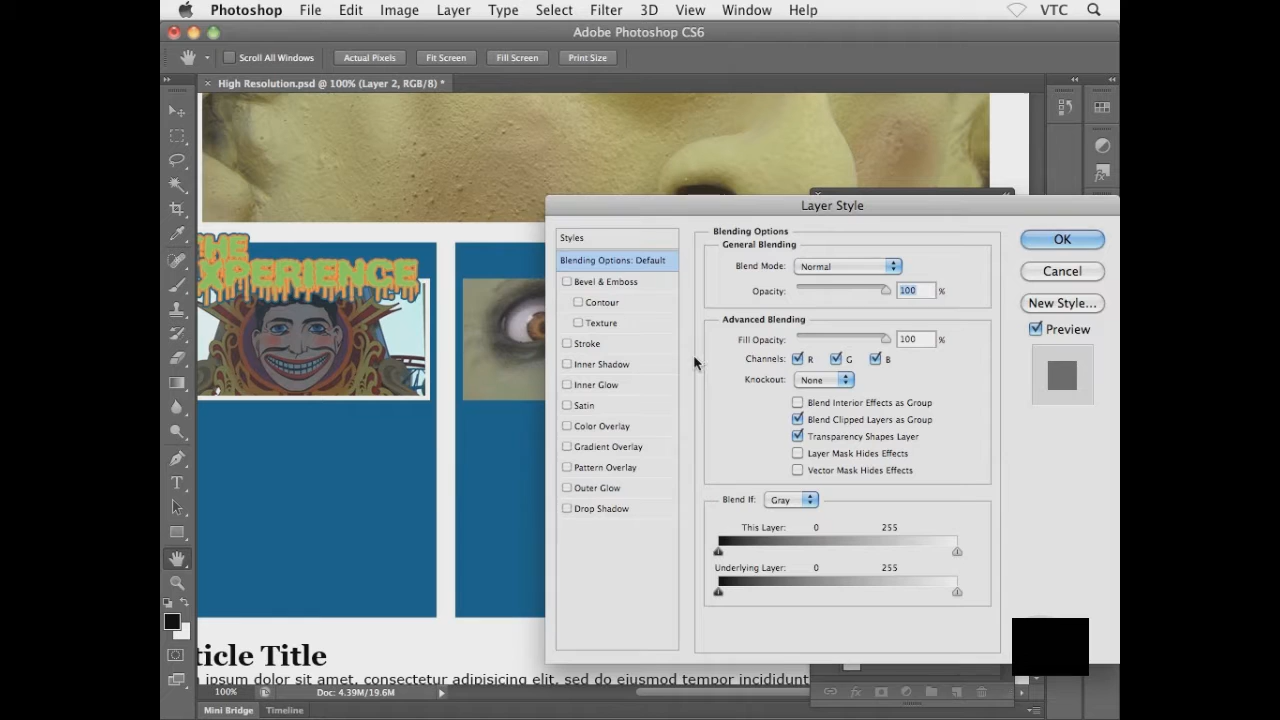 Photoshop File Edit Image Layer Type Select Filter 3D View Window Help VTC
Adobe Photoshop CS6
Scroll All Windows Actual Pixels Fit Screen Fill Screen Print Size
× High Resolution.psd @ 100% (Layer 2, RGB/8) *
Layer Style
Styles
Blending Options: Default
Bevel & Emboss
Contour
Texture
Stroke
Inner Shadow
Inner Glow
Satin
Color Overlay
Gradient Overlay
Pattern Overlay
Outer Glow
Drop Shadow
Blending Options
General Blending
Blend Mode: Normal
Opacity: 100 %
Advanced Blending
Fill Opacity: 100 %
Channels: R G B
Knockout: None
Blend Interior Effects as Group
Blend Clipped Layers as Group
Transparency Shapes Layer
Layer Mask Hides Effects
Vector Mask Hides Effects
Blend If: Gray
This Layer: 0 255
Underlying Layer: 0 255
OK
Cancel
New Style...
Preview
THE
XPERIENCE
ticle Title
ipsum dolor sit amet, consectetur adipisicing elit, sed do eiusmod tempor incididunt
100% Doc: 4.39M/19.6M
Mini Bridge Timeline